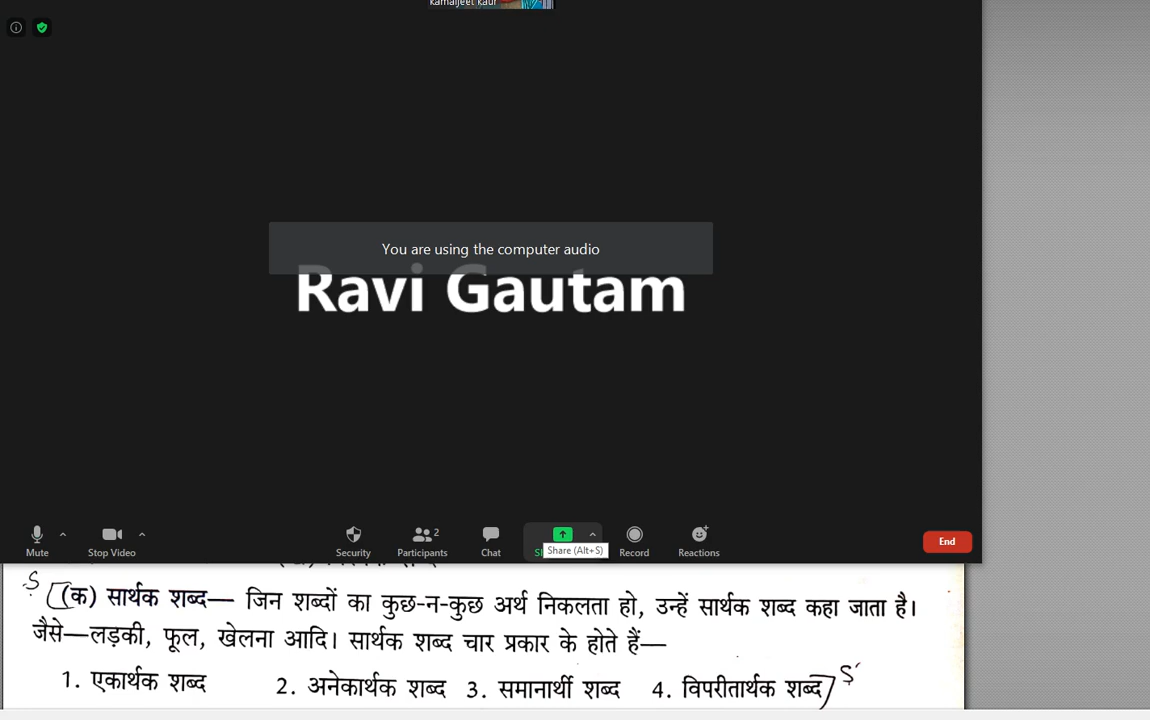 kamaljeet kaur
You are using the computer audio
Ravi Gautam
Mute
Stop Video
Security
Participants
2
Chat
Share (Alt+S)
Record
Reactions
End
(क) सार्थक शब्द— जिन शब्दों का कुछ-न-कुछ अर्थ निकलता हो, उन्हें सार्थक शब्द कहा जाता है।
जैसे—लड़की, फूल, खेलना आदि। सार्थक शब्द चार प्रकार के होते हैं—
1. एकार्थक शब्द 2. अनेकार्थक शब्द 3. समानार्थी शब्द 4. विपरीतार्थक शब्द